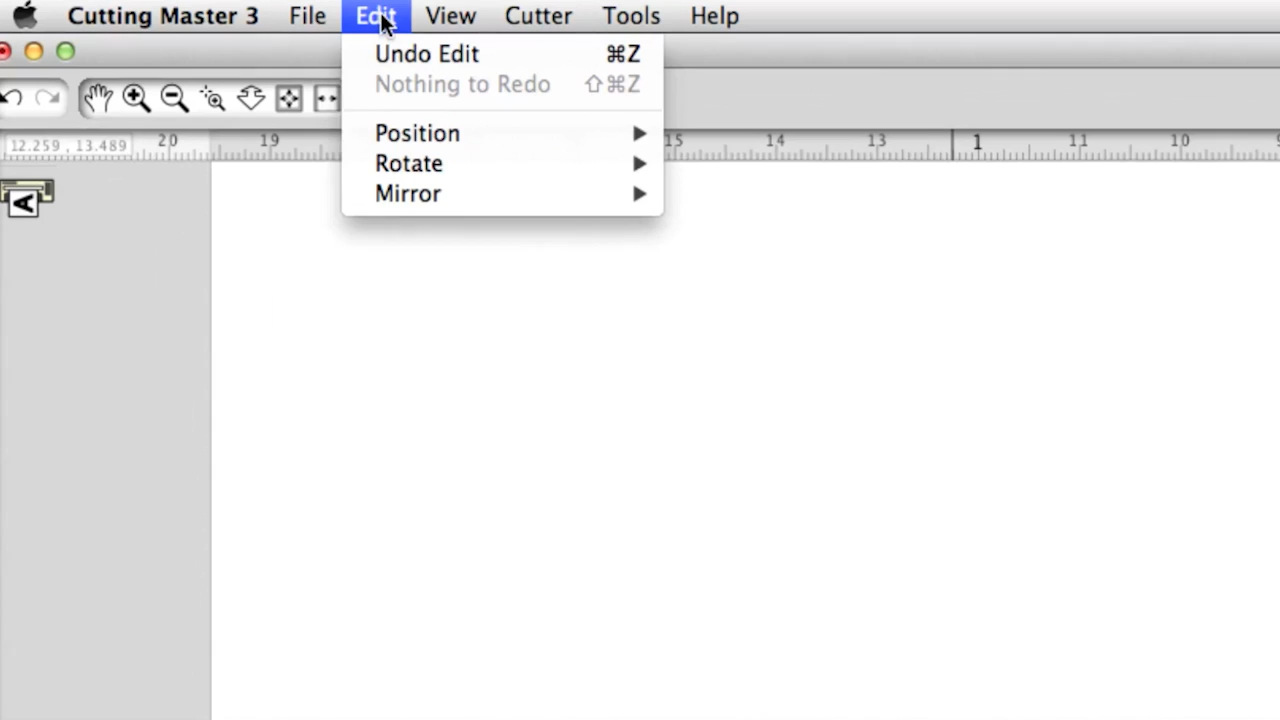 Cutting Master 3 File Edit View Cutter Tools Help
Undo Edit ⌘Z
Nothing to Redo ⇧⌘Z
Position
Rotate
Mirror
12.259 , 13.489 20 19 15 14 13 1 11 10
A